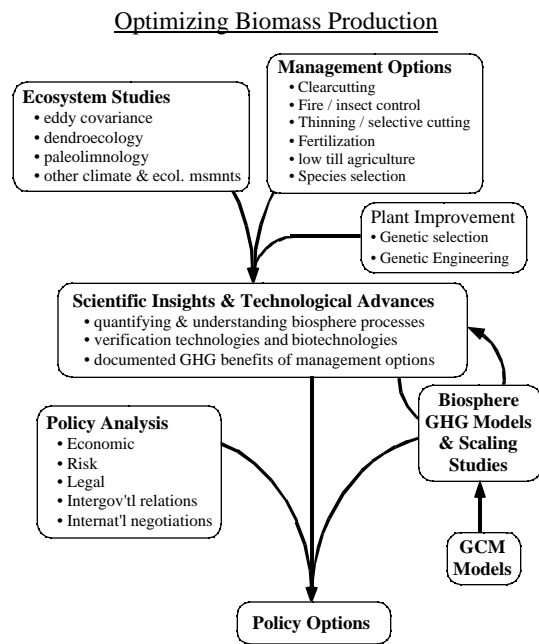 Optimizing Biomass Production
Management Options
• Clearcutting
• Fire / insect control
• Thinning / selective cutting
• Fertilization
• low till agriculture
• Species selection
Ecosystem Studies
• eddy covariance
• dendroecology
• paleolimnology
• other climate & ecol. msmnts
Plant Improvement
• Genetic selection
• Genetic Engineering
Scientific Insights & Technological Advances
• quantifying & understanding biosphere processes
• verification technologies and biotechnologies
• documented GHG benefits of management options
Biosphere
GHG Models
& Scaling
Studies
Policy Analysis
• Economic
• Risk
• Legal
• Intergov'tl relations
• Internat'l negotiations
GCM
Models
Policy Options